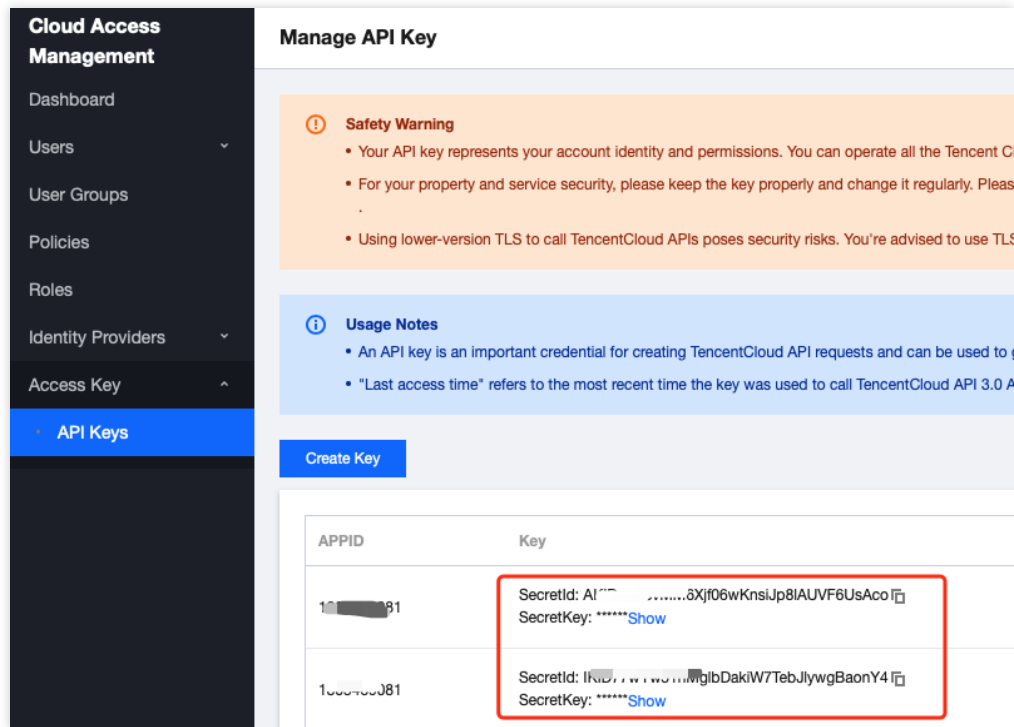 Cloud Access
Management
Dashboard
Users
User Groups
Policies
Roles
Identity Providers
Access Key
API Keys
Manage API Key
Safety Warning
• Your API key represents your account identity and permissions. You can operate all the Tencent
• For your property and service security, please keep the key properly and change it regularly.
.
• Using lower-version TLS to call TencentCloud APIs poses security risks. You're advised to use
Usage Notes
• An API key is an important credential for creating TencentCloud API requests and can be used to
• "Last access time" refers to the most recent time the key was used to call TencentCloud API 3.0
Create Key
APPID Key
SecretId:
SecretKey: ******Show
SecretId:
SecretKey: ******Show